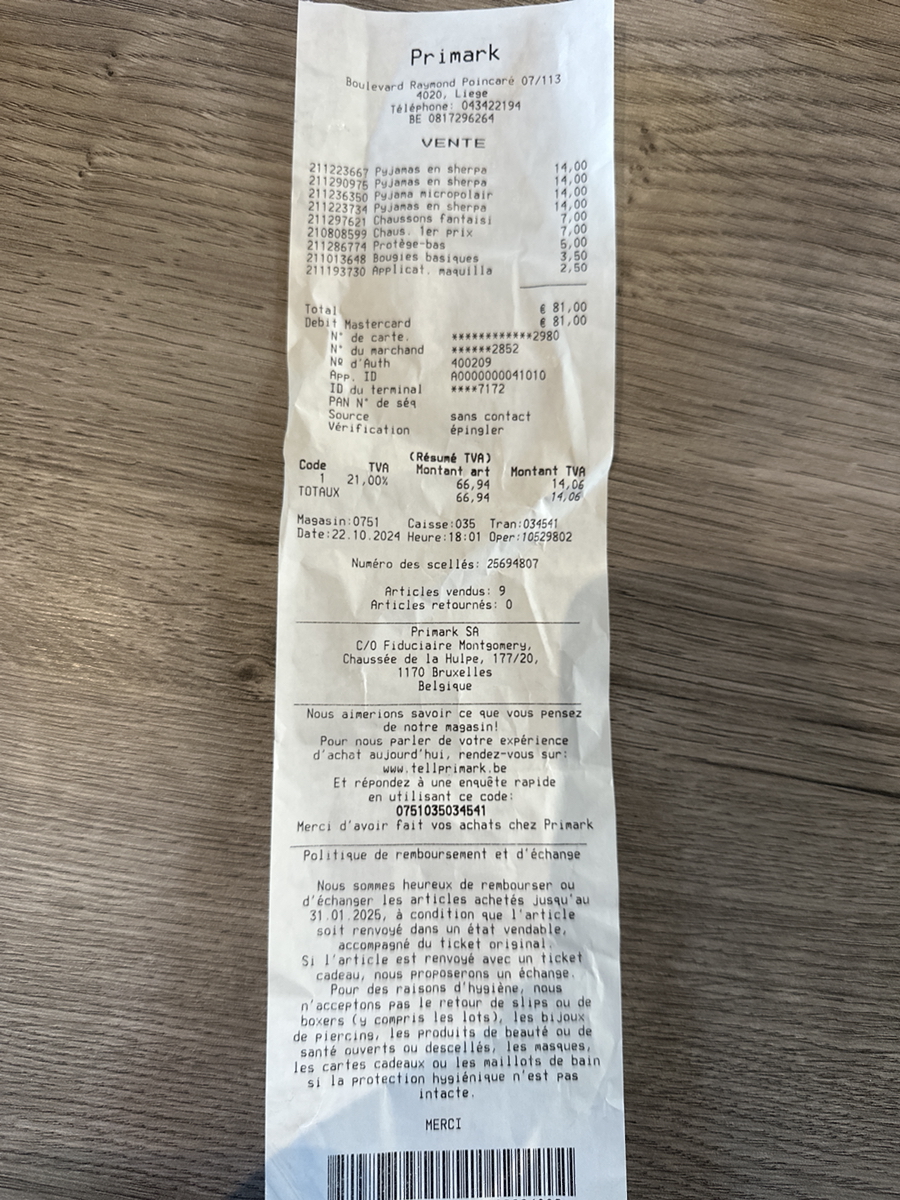 Primark
Boulevard Raymond Poincaré 07/113
4020, Liege
Téléphone: 043422194
BE 0817296264
VENTE
211223667 Pyjamas en sherpa 14,00
211290975 Pyjamas en sherpa 14,00
211236350 Pyjama micropolair 14,00
211223734 Pyjamas en sherpa 14,00
211297621 Chaussons fantaisi 7,00
210808599 Chaus. 1er prix 7,00
211286774 Protège-bas 5,00
211013648 Bougies basiques 3,50
211193730 Applicat. maquilla 2,50
Total € 81,00
Debit Mastercard € 81,00
N° de carte. ************2980
N° du marchand ******2852
Nº d'Auth 400209
App. ID A0000000041010
ID du terminal ****7172
PAN N° de séq
Source sans contact
Vérification épingler
(Résumé TVA)
Code TVA Montant art Montant TVA
1 21,00% 66,94 14,06
TOTAUX 66,94 14,06
Magasin:0751 Caisse:035 Tran:034541
Date:22.10.2024 Heure:18:01 Oper:10529802
Numéro des scellés: 25694807
Articles vendus: 9
Articles retournés: 0
Primark SA
C/O Fiduciaire Montgomery,
Chaussée de la Hulpe, 177/20,
1170 Bruxelles
Belgique
Nous aimerions savoir ce que vous pensez
de notre magasin!
Pour nous parler de votre expérience
d'achat aujourd'hui, rendez-vous sur:
www.tellprimark.be
Et répondez à une enquête rapide
en utilisant ce code:
0751035034541
Merci d'avoir fait vos achats chez Primark
Politique de remboursement et d'échange
Nous sommes heureux de rembourser ou
d'échanger les articles achetés jusqu'au
31.01.2025, à condition que l'article
soit renvoyé dans un état vendable,
accompagné du ticket original.
Si l'article est renvoyé avec un ticket
cadeau, nous proposerons un échange.
Pour des raisons d'hygiène, nous
n'acceptons pas le retour de slips ou de
boxers (y compris les lots), les bijoux
de piercing, les produits de beauté ou de
santé ouverts ou descellés, les masques,
les cartes cadeaux ou les maillots de bain
si la protection hygiénique n'est pas
intacte.
MERCI